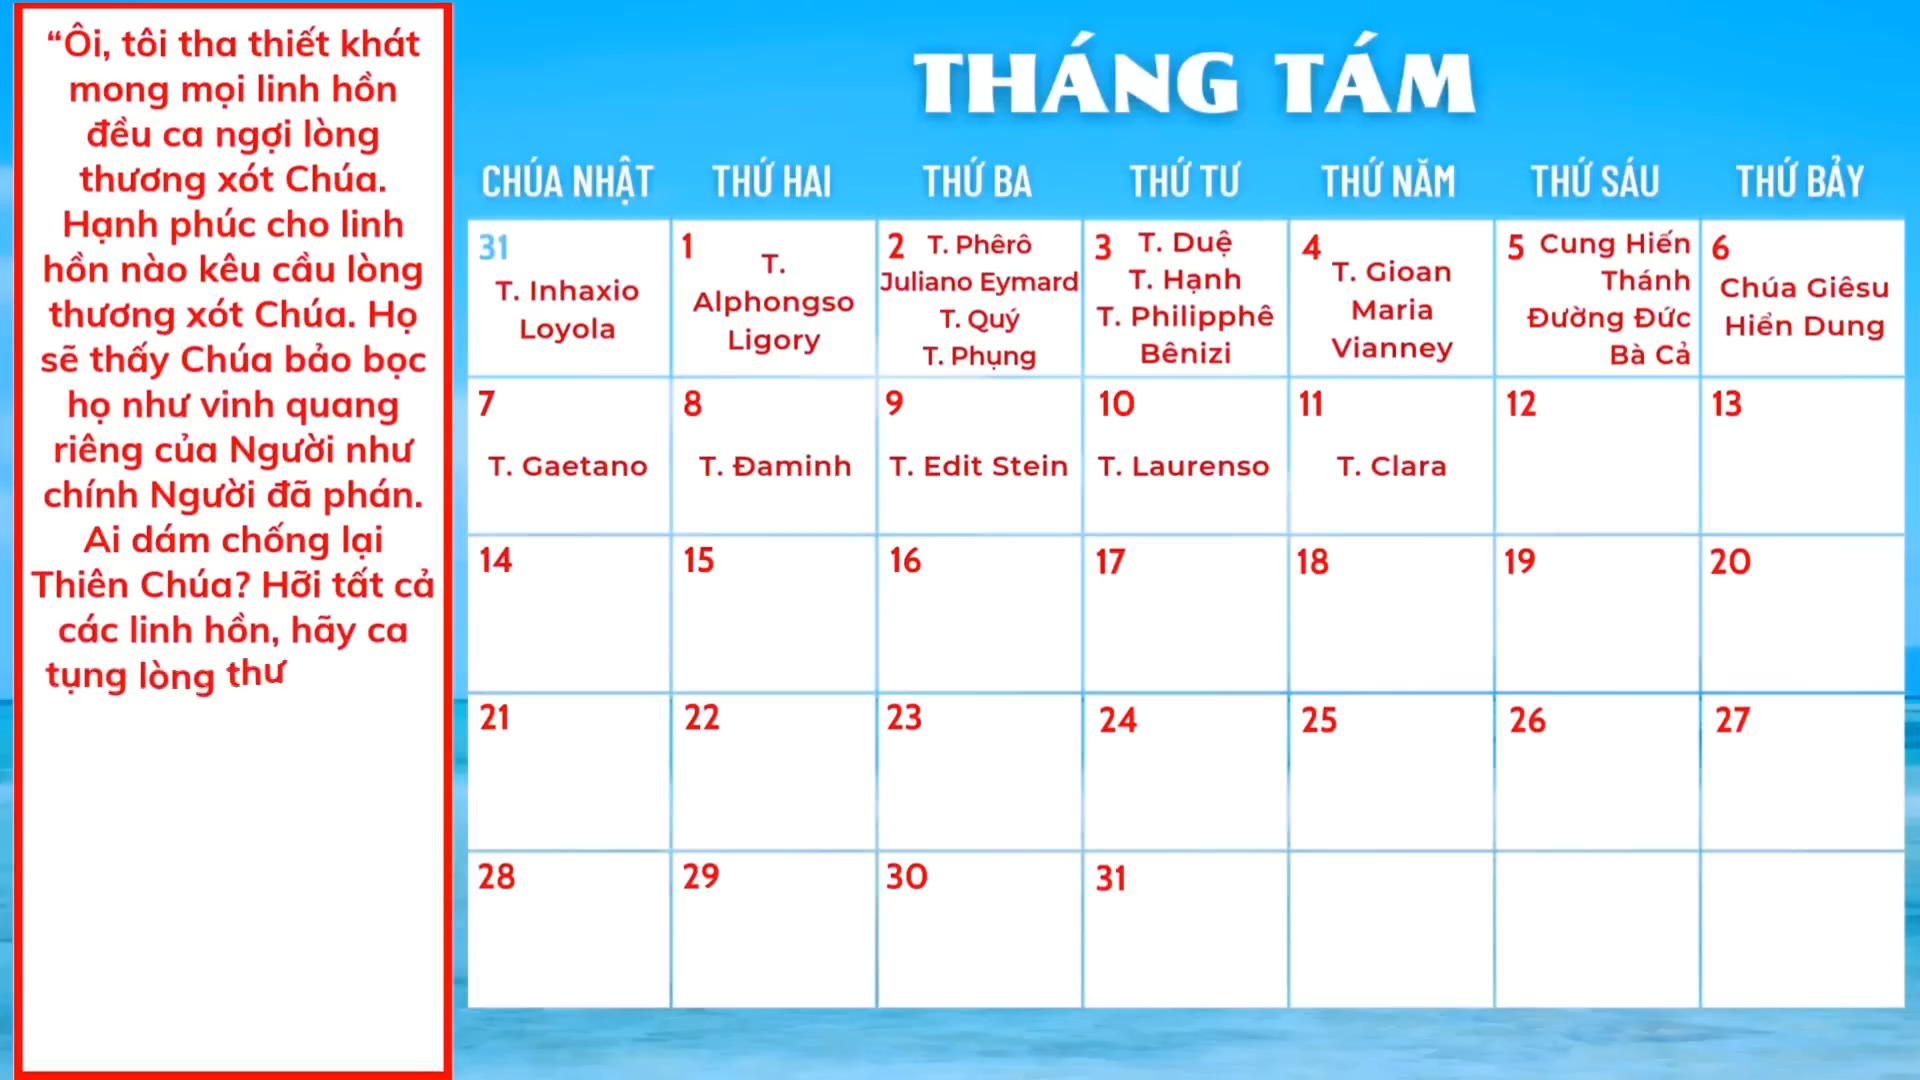 “Ôi, tôi tha thiết khát
mong mọi linh hồn
đều ca ngợi lòng
thương xót Chúa.
Hạnh phúc cho linh
hồn nào kêu cầu lòng
thương xót Chúa. Họ
sẽ thấy Chúa bảo bọc
họ như vinh quang
riêng của Người như
chính Người đã phán.
Ai dám chống lại
Thiên Chúa? Hỡi tất cả
các linh hồn, hãy ca
tụng lòng thư
THÁNG TÁM
CHÚA NHẬT THỨ HAI THỨ BA THỨ TƯ THỨ NĂM THỨ SÁU THỨ BẢY
31
T. Inhaxio
Loyola
1
T.
Alphongso
Ligory
2 T. Phêrô
Juliano Eymard
T. Quý
T. Phụng
3 T. Duệ
T. Hạnh
T. Philipphê
Bênizi
4
T. Gioan
Maria
Vianney
5 Cung Hiến
Thánh
Đường Đức
Bà Cả
6
Chúa Giêsu
Hiển Dung
7
T. Gaetano
8
T. Đaminh
9
T. Edit Stein
10
T. Laurenso
11
T. Clara
12
13
14 15 16 17 18 19 20
21 22 23 24 25 26 27
28 29 30 31